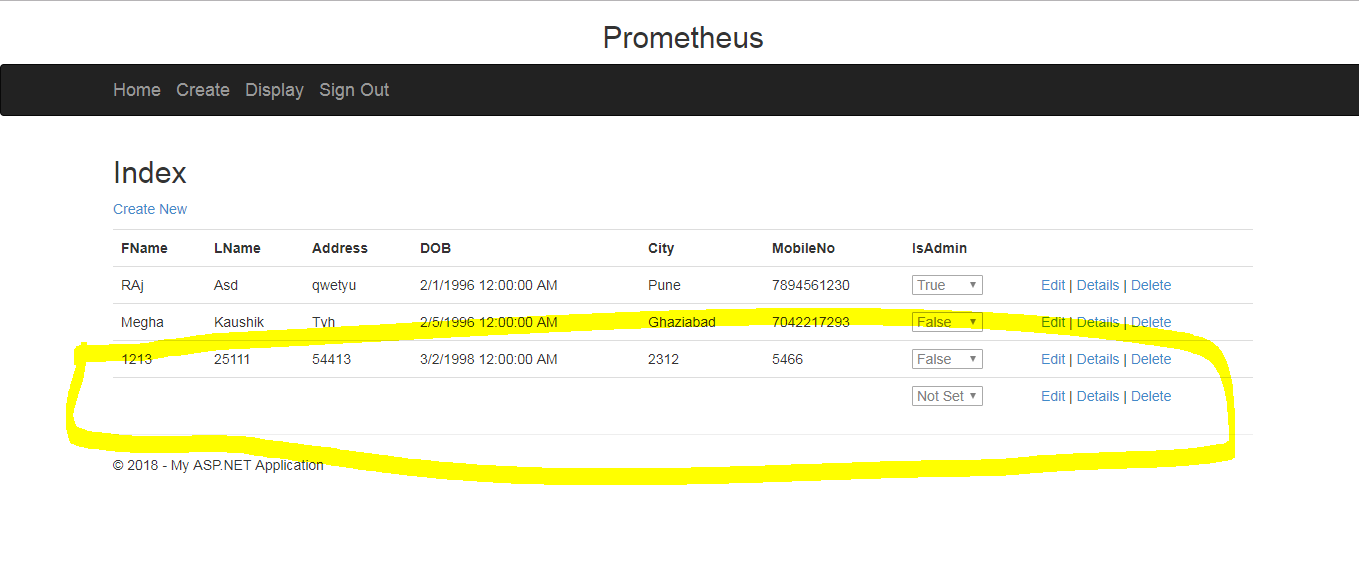 Prometheus
Home Create Display Sign Out
Index
Create New
FName LName Address DOB City MobileNo IsAdmin
RAj Asd qwetyu 2/1/1996 12:00:00 AM Pune 7894561230 True Edit | Details | Delete
Megha Kaushik Tvh 2/5/1996 12:00:00 AM Ghaziabad 7042217293 False Edit | Details | Delete
1213 25111 54413 3/2/1998 12:00:00 AM 2312 5466 False Edit | Details | Delete
Not Set Edit | Details | Delete
© 2018 - My ASP.NET Application